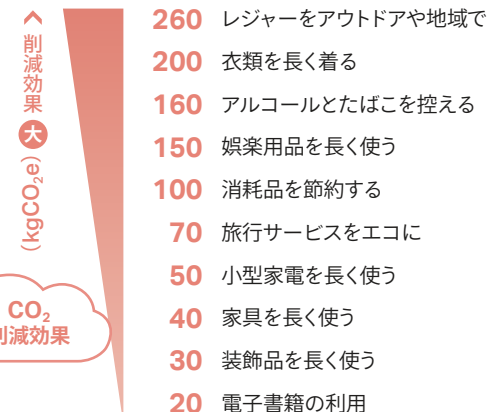 削減効果 大 (kgCO₂e)
260 レジャーをアウトドアや地域で
200 衣類を長く着る
160 アルコールとたばこを控える
150 娯楽用品を長く使う
100 消耗品を節約する
70 旅行サービスをエコに
50 小型家電を長く使う
40 家具を長く使う
30 装飾品を長く使う
20 電子書籍の利用
CO₂
削減効果